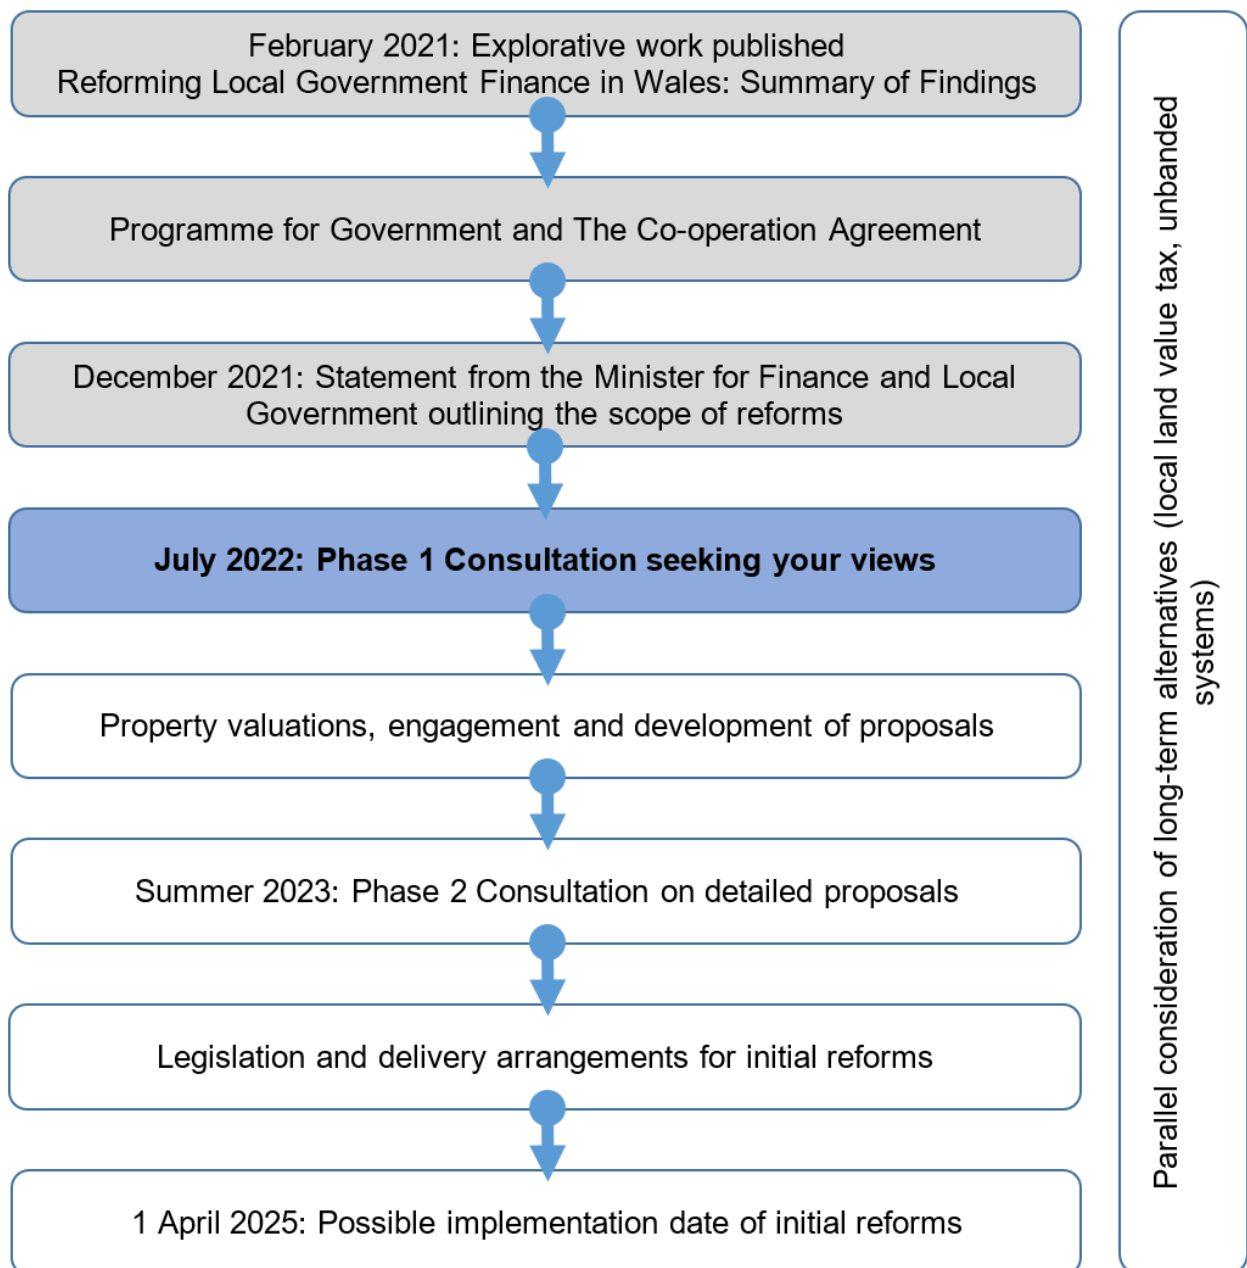 February 2021: Explorative work published
Reforming Local Government Finance in Wales: Summary of Findings
Programme for Government and The Co-operation Agreement
December 2021: Statement from the Minister for Finance and Local
Government outlining the scope of reforms
July 2022: Phase 1 Consultation seeking your views
Property valuations, engagement and development of proposals
Summer 2023: Phase 2 Consultation on detailed proposals
Legislation and delivery arrangements for initial reforms
1 April 2025: Possible implementation date of initial reforms
Parallel consideration of long-term alternatives (local land value tax, unbanded
systems)